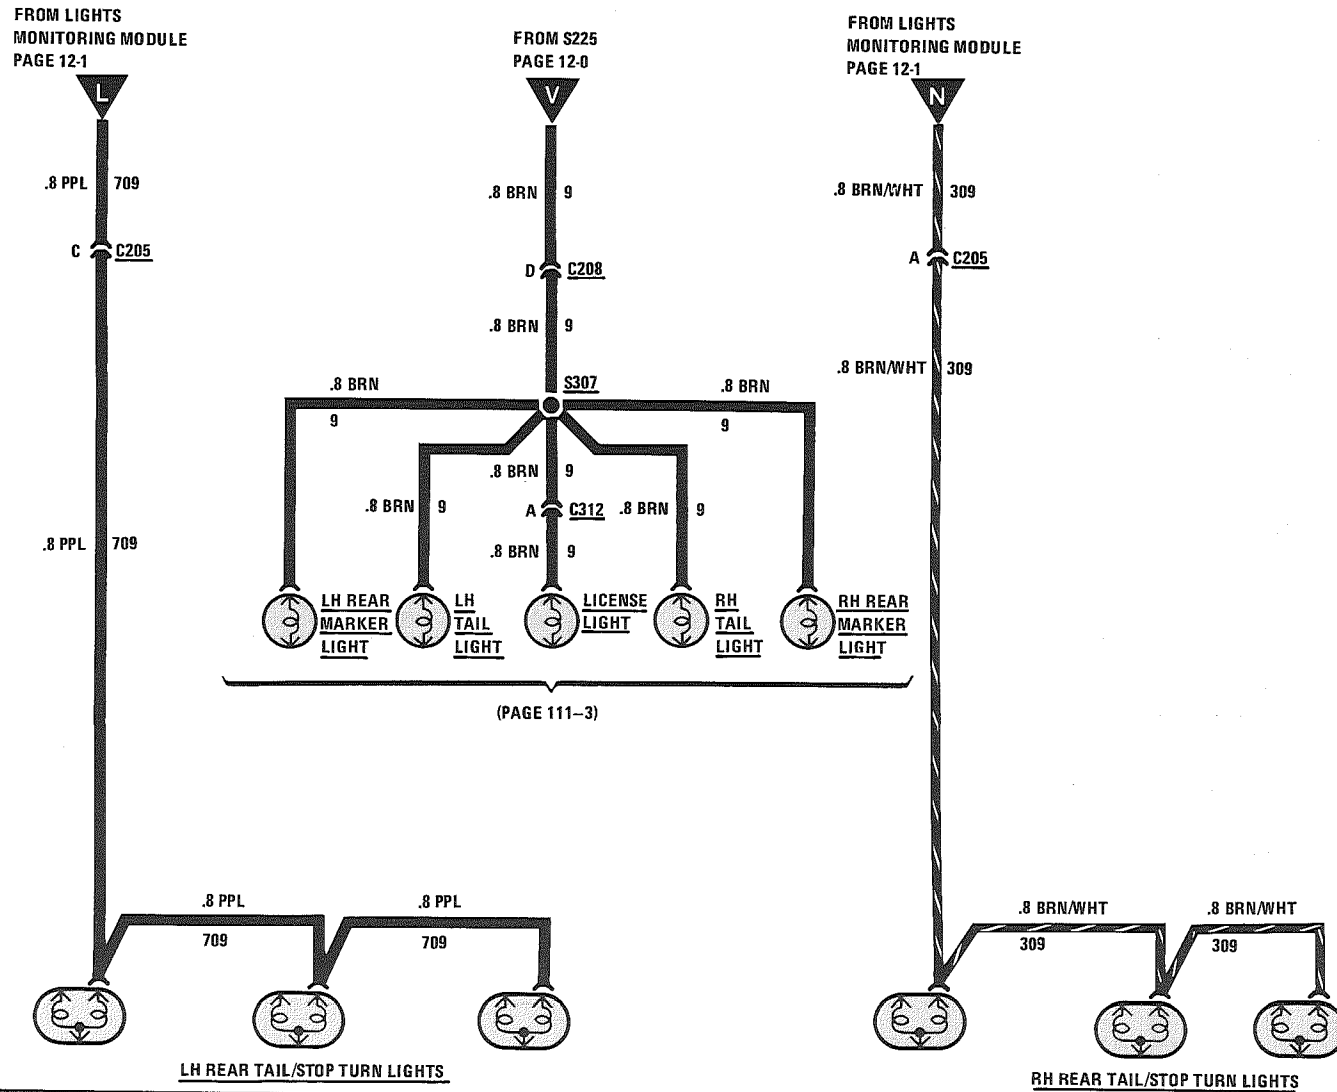 FROM LIGHTS
MONITORING MODULE
PAGE 12-1
L
.8 PPL 709
C C205
.8 PPL 709
FROM S225
PAGE 12-0
V
.8 BRN 9
D C208
.8 BRN 9
S307
.8 BRN
9
.8 BRN
9
.8 BRN 9
.8 BRN 9
A C312
.8 BRN 9
.8 BRN 9
LH REAR
MARKER
LIGHT
LH
TAIL
LIGHT
LICENSE
LIGHT
RH
TAIL
LIGHT
RH REAR
MARKER
LIGHT
(PAGE 111–3)
FROM LIGHTS
MONITORING MODULE
PAGE 12-1
N
.8 BRN/WHT 309
A C205
.8 BRN/WHT 309
.8 PPL
709
.8 PPL
709
LH REAR TAIL/STOP TURN LIGHTS
.8 BRN/WHT
309
.8 BRN/WHT
309
RH REAR TAIL/STOP TURN LIGHTS